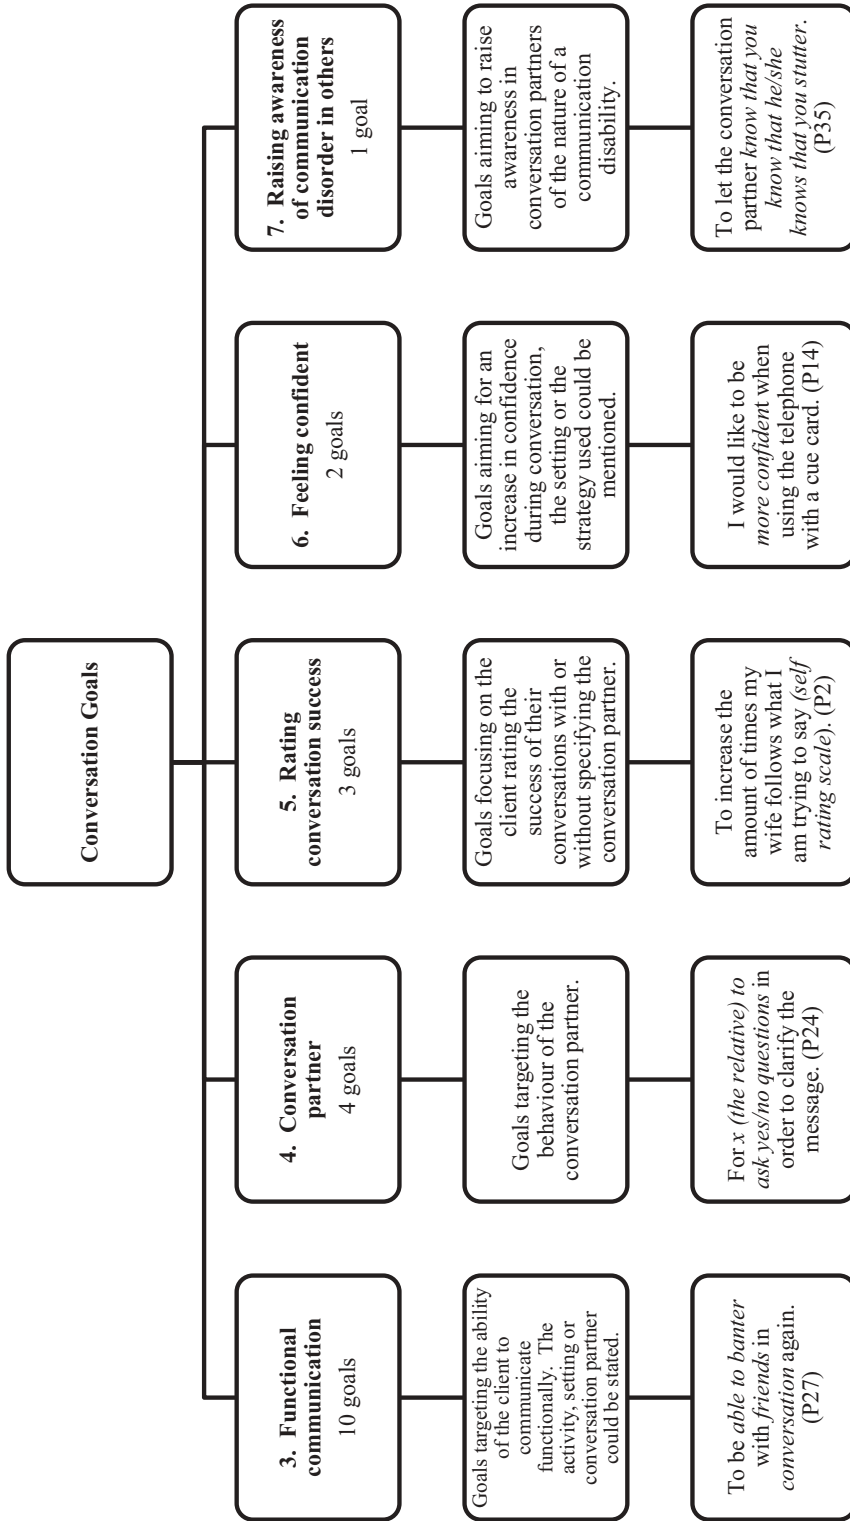 Conversation Goals
3. Functional
communication
10 goals
Goals targeting the ability
of the client to
communicate
functionally. The
activity, setting or
conversation partner
could be stated.
To be able to banter
with friends in
conversation again.
(P27)
4. Conversation
partner
4 goals
Goals targeting the
behaviour of the
conversation partner.
For x (the relative) to
ask yes/no questions in
order to clarify the
message. (P24)
5. Rating
conversation success
3 goals
Goals focusing on the
client rating the
success of their
conversations with or
without specifying the
conversation partner.
To increase the
amount of times my
wife follows what I
am trying to say (self
rating scale). (P2)
6. Feeling confident
2 goals
Goals aiming for an
increase in confidence
during conversation,
the setting or the
strategy used could be
mentioned.
I would like to be
more confident when
using the telephone
with a cue card. (P14)
7. Raising awareness
of communication
disorder in others
1 goal
Goals aiming to raise
awareness in
conversation partners
of the nature of a
communication
disability.
To let the conversation
partner know that you
know that he/she
knows that you stutter.
(P35)